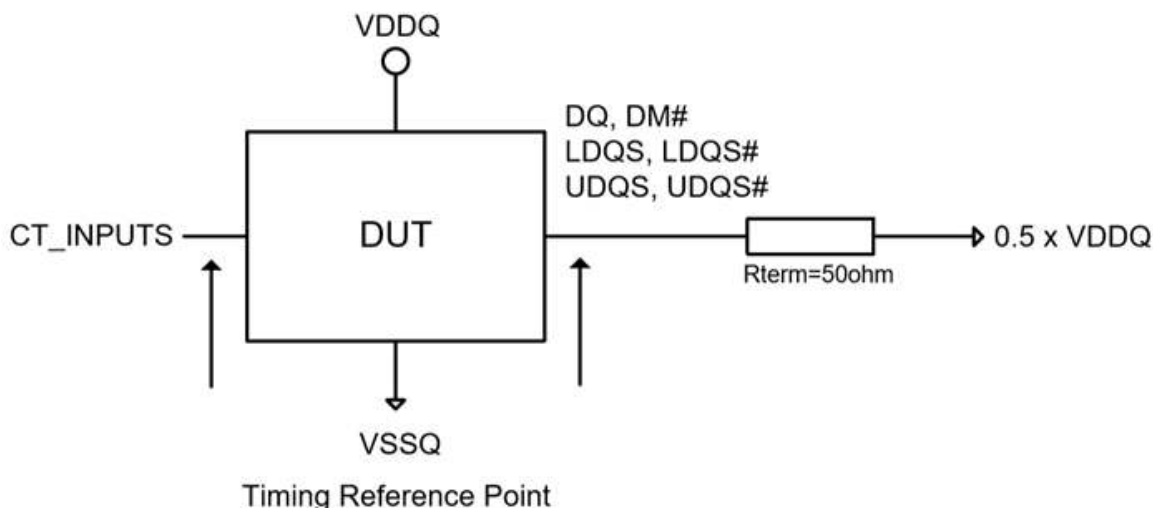 VDDQ
DQ, DM#
LDQS, LDQS#
UDQS, UDQS#
CT_INPUTS
DUT
0.5 x VDDQ
Rterm=50ohm
VSSQ
Timing Reference Point